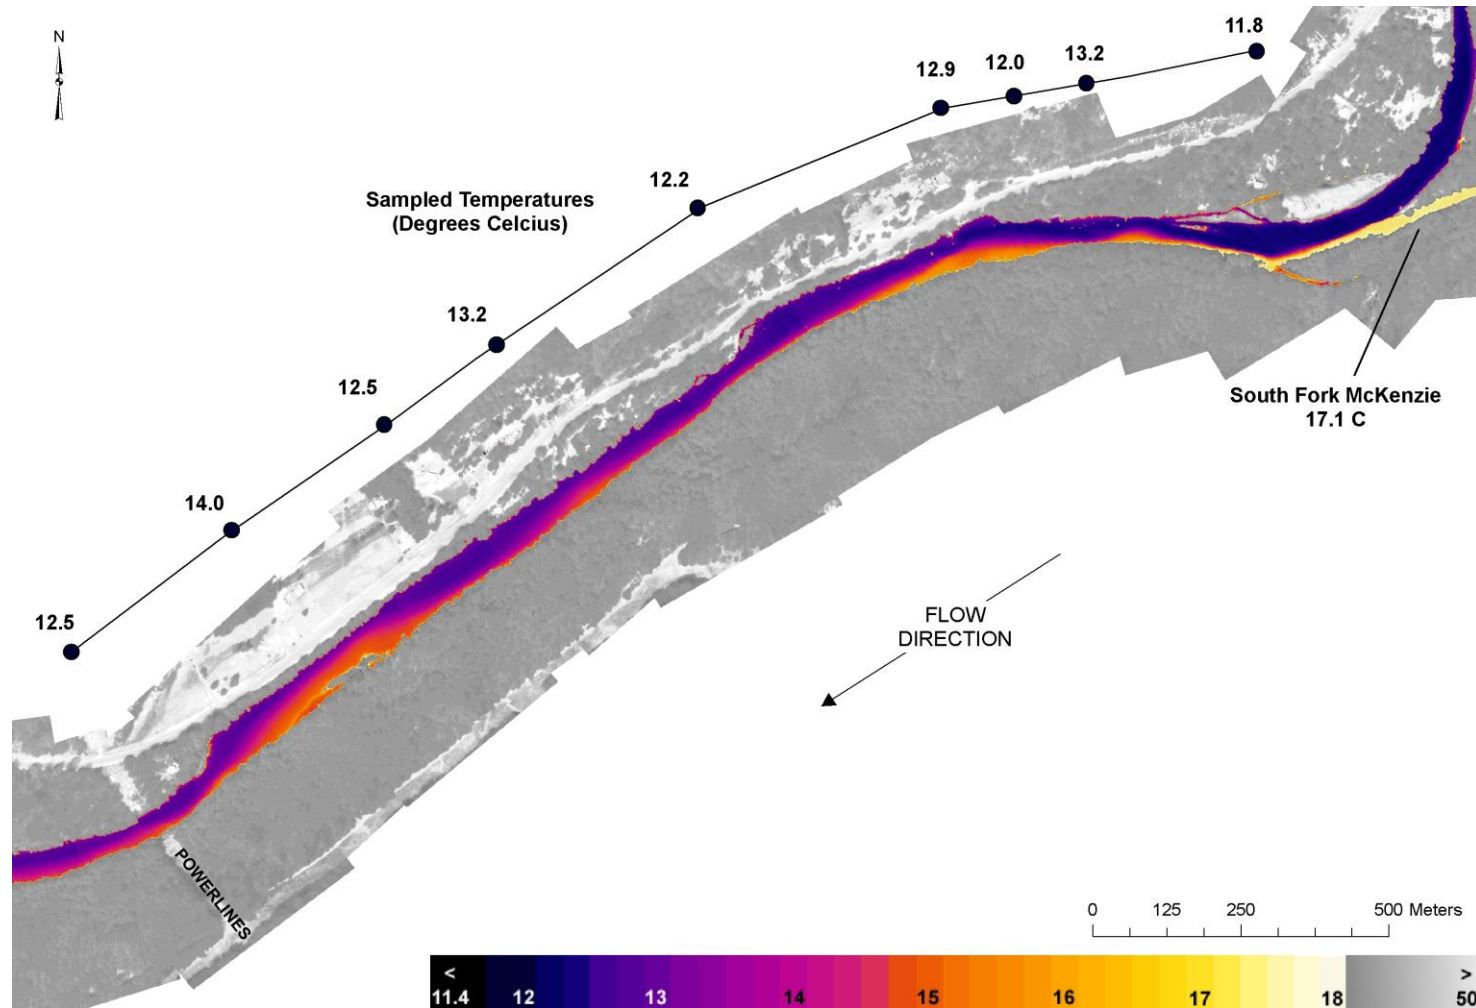 N
11.8
13.2
12.0
12.9
12.2
Sampled Temperatures
(Degrees Celcius)
13.2
12.5
14.0
12.5
South Fork McKenzie
17.1 C
FLOW
DIRECTION
POWERLINES
0 125 250 500 Meters
< >
11.4 12 13 14 15 16 17 18 50